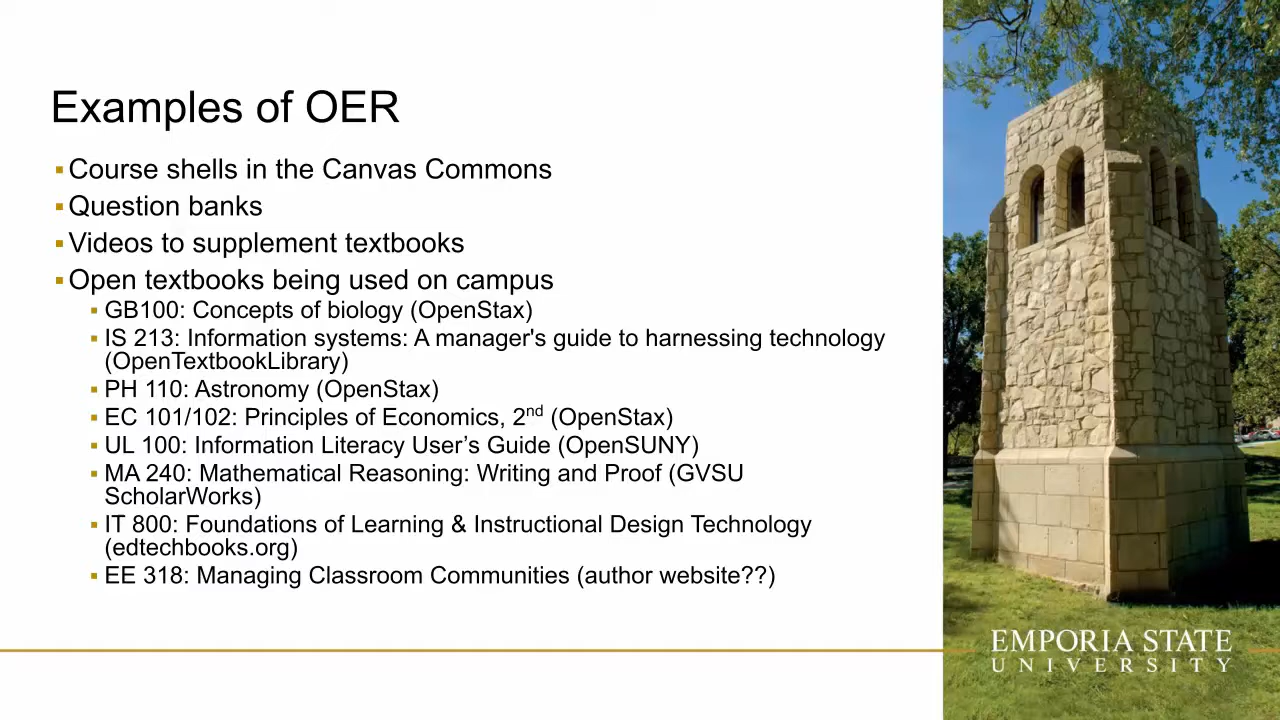 Examples of OER
▪Course shells in the Canvas Commons
▪Question banks
▪Videos to supplement textbooks
▪Open textbooks being used on campus
▪GB100: Concepts of biology (OpenStax)
▪IS 213: Information systems: A manager's guide to harnessing technology
(OpenTextbookLibrary)
▪PH 110: Astronomy (OpenStax)
▪EC 101/102: Principles of Economics, 2nd (OpenStax)
▪UL 100: Information Literacy User’s Guide (OpenSUNY)
▪MA 240: Mathematical Reasoning: Writing and Proof (GVSU
ScholarWorks)
▪IT 800: Foundations of Learning & Instructional Design Technology
(edtechbooks.org)
▪EE 318: Managing Classroom Communities (author website??)
EMPORIA STATE
UNIVERSITY